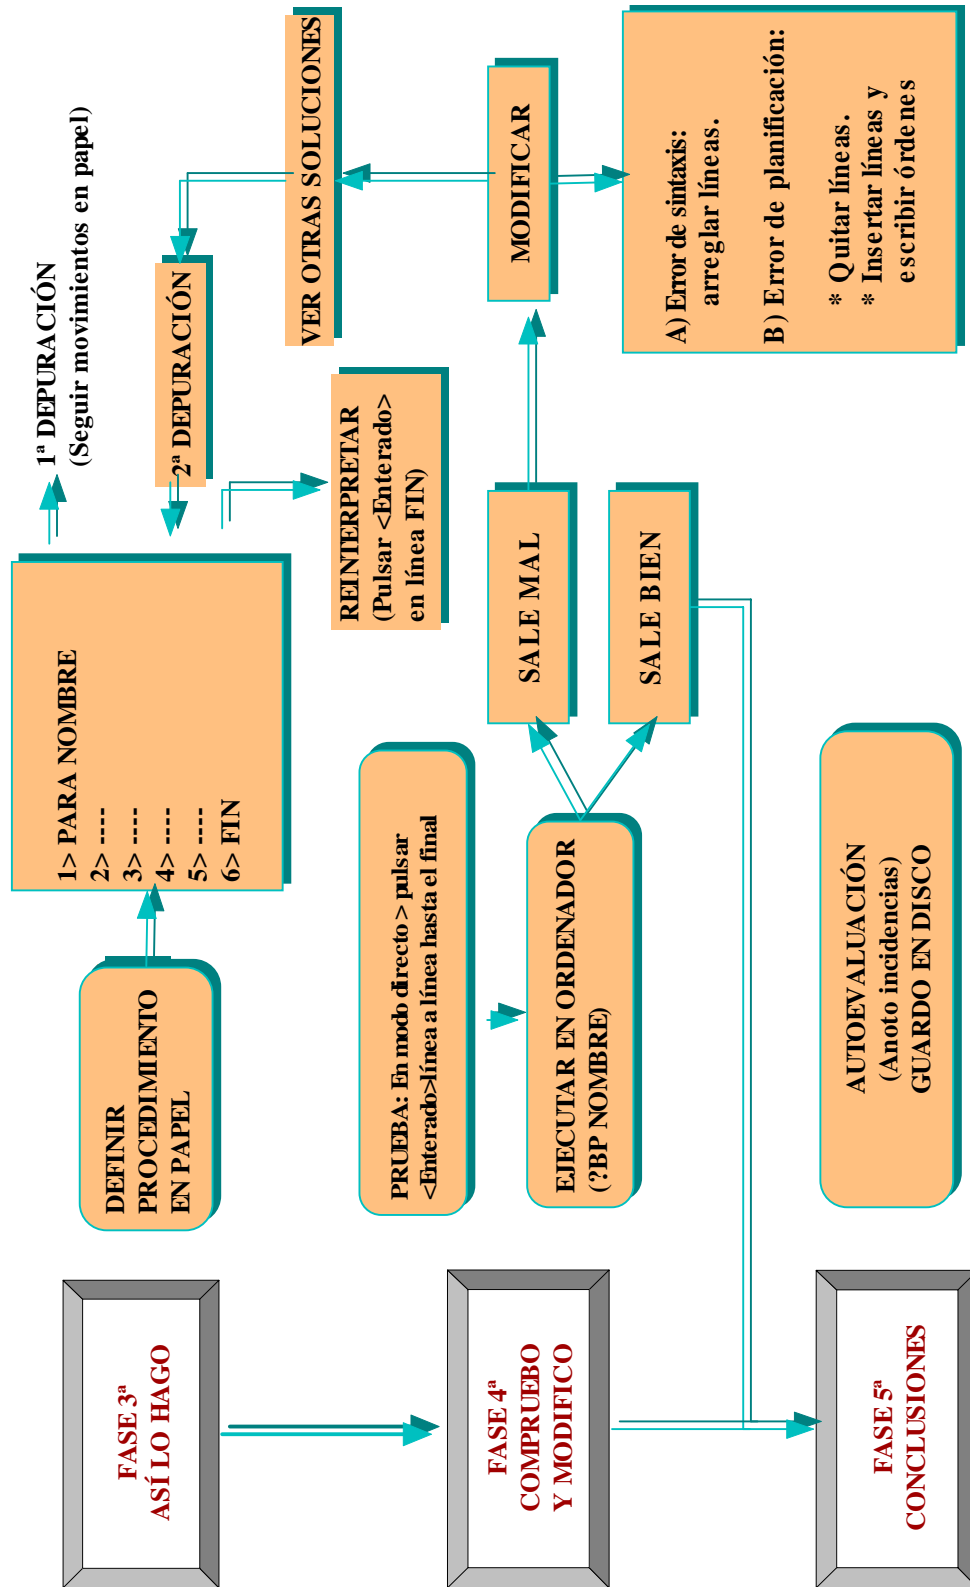 FASE 3ª
ASÍ LO HAGO
DEFINIR
PROCEDIMIENTO
EN PAPEL
1> PARA NOMBRE
2> ----
3> ----
4> ----
5> ----
6> FIN
1ª DEPURACIÓN
(Seguir movimientos en papel)
2ª DEPURACIÓN
REINTERPRETAR
(Pulsar <Enterado>
en línea FIN)
VER OTRAS SOLUCIONES
FASE 4ª
COMPRUEBO
Y MODIFICO
PRUEBA: En modo directo > pulsar
<Enterado>línea a línea hasta el final
EJECUTAR EN ORDENADOR
(?BP NOMBRE)
SALE MAL
SALE BIEN
MODIFICAR
A) Error de sintaxis:
arreglar líneas.
B) Error de planificación:
* Quitar líneas.
* Insertar líneas y
escribir órdenes
FASE 5ª
CONCLUSIONES
AUTOEVALUACIÓN
(Anoto incidencias)
GUARDO EN DISCO